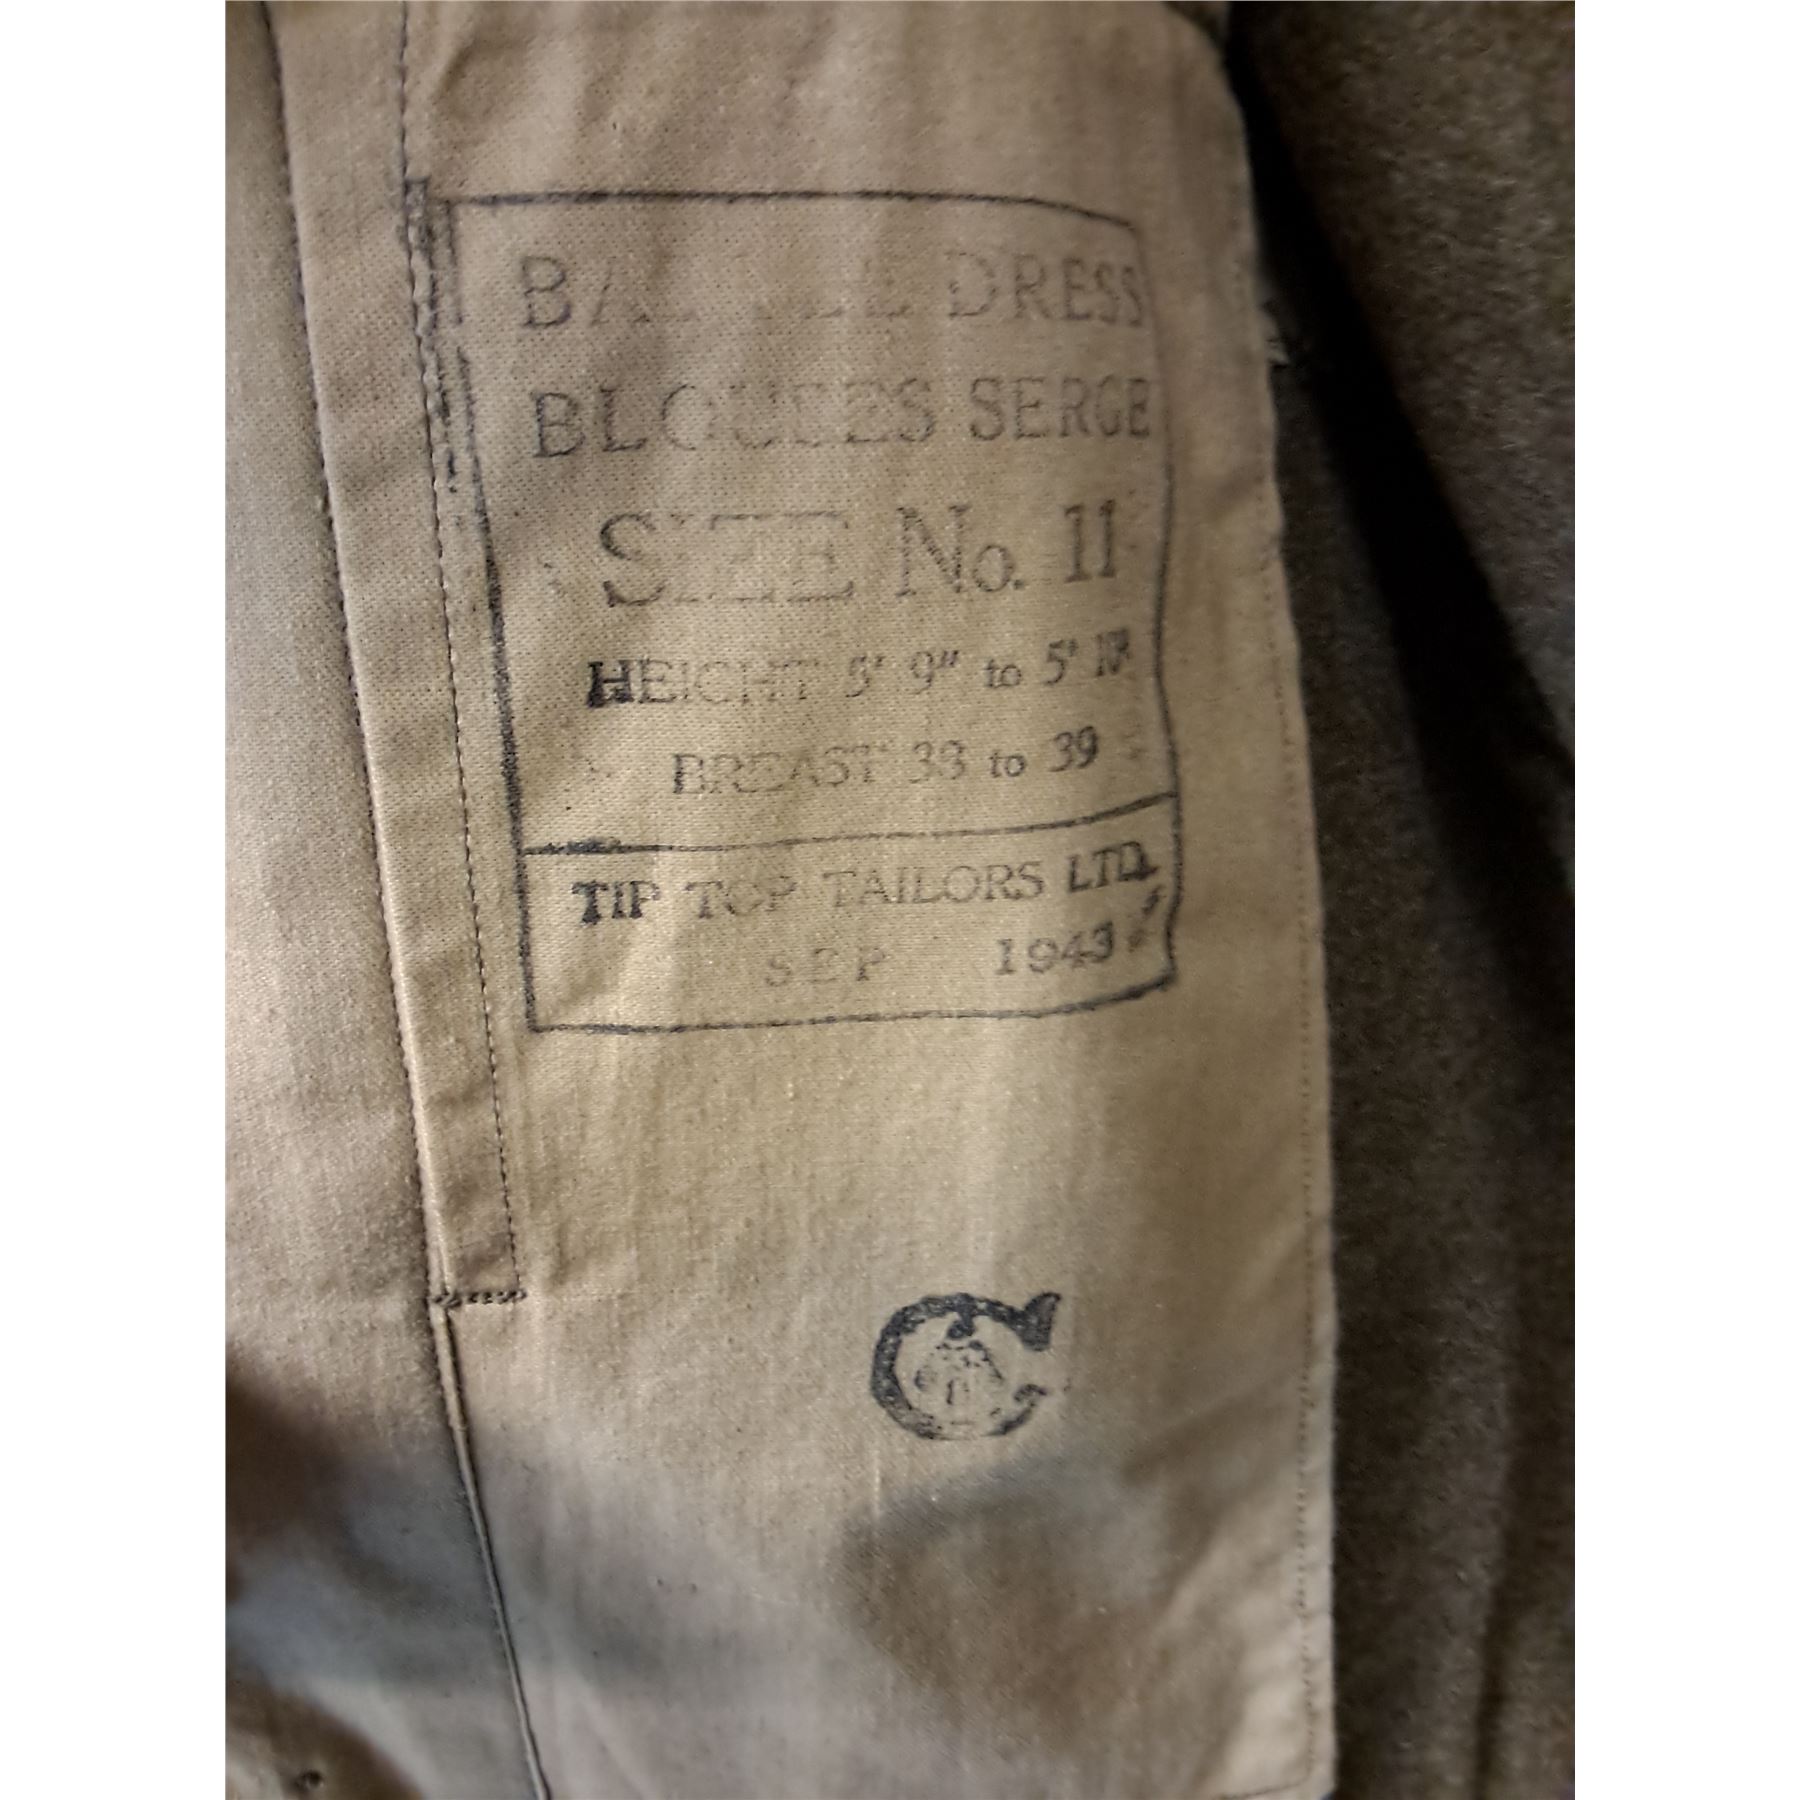 BATTLE DRESS
BLOUSES SERGE
SIZE No. 11
HEIGHT 5' 9" to 5' 10"
BREAST 38 to 39
TIP TOP TAILORS LTD.
SEP 1943
C